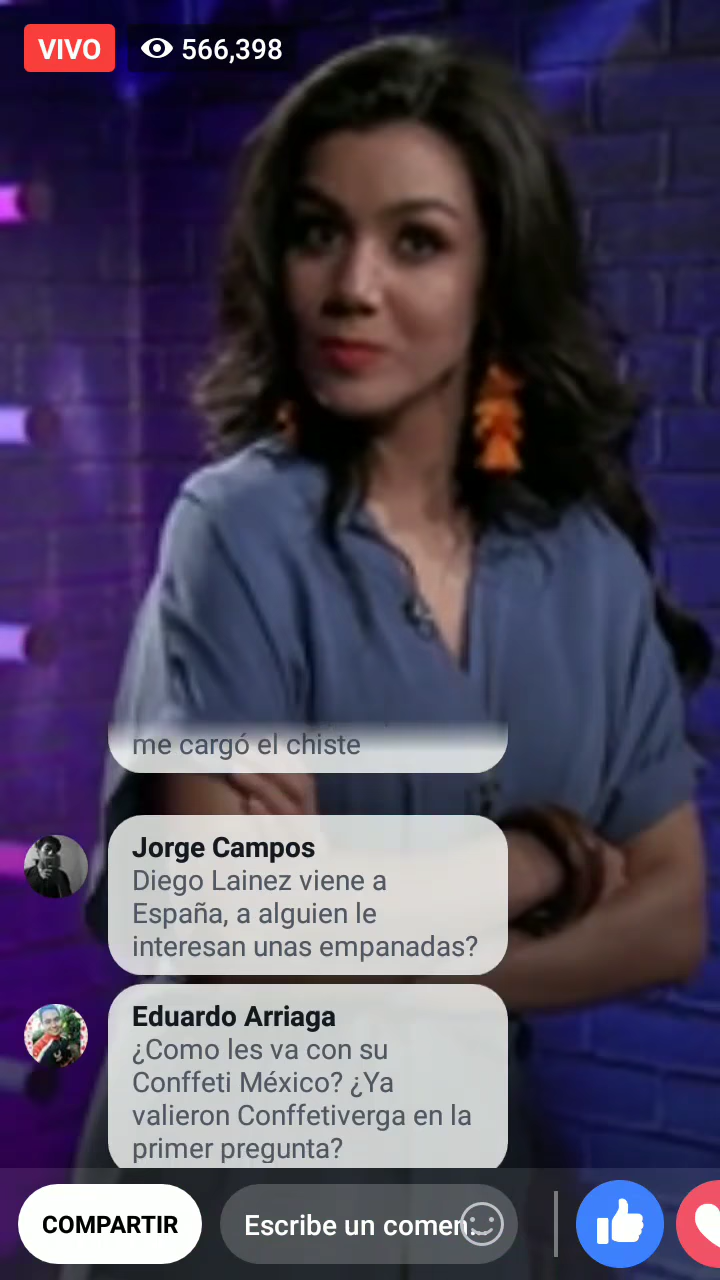 VIVO 566,398
me cargó el chiste
Jorge Campos
Diego Lainez viene a
España, a alguien le
interesan unas empanadas?
Eduardo Arriaga
¿Como les va con su
Conffeti México? ¿Ya
valieron Conffetiverga en la
primer pregunta?
COMPARTIR Escribe un comen.